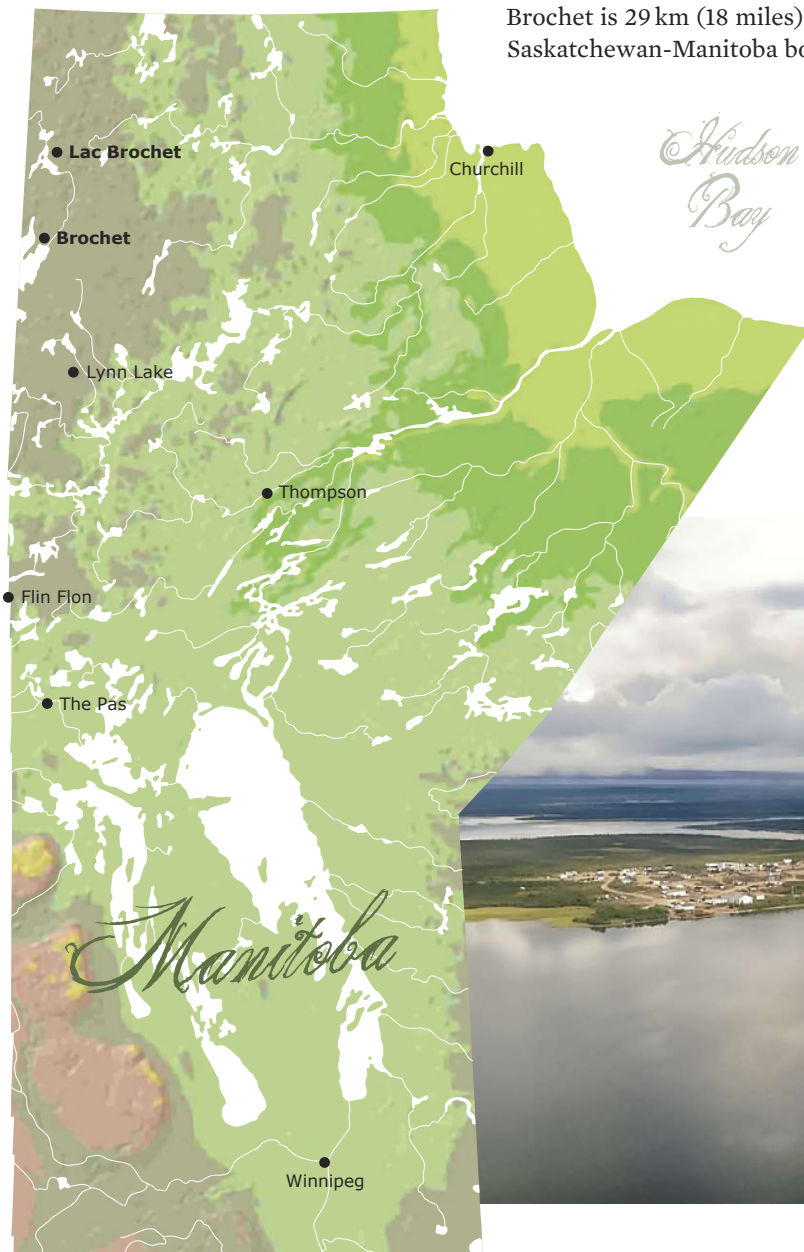 Brochet is 29 km (18 miles)
Saskatchewan-Manitoba
Hudson
Bay
Lac Brochet
Churchill
Brochet
Lynn Lake
Thompson
Flin Flon
The Pas
Manitoba
Winnipeg